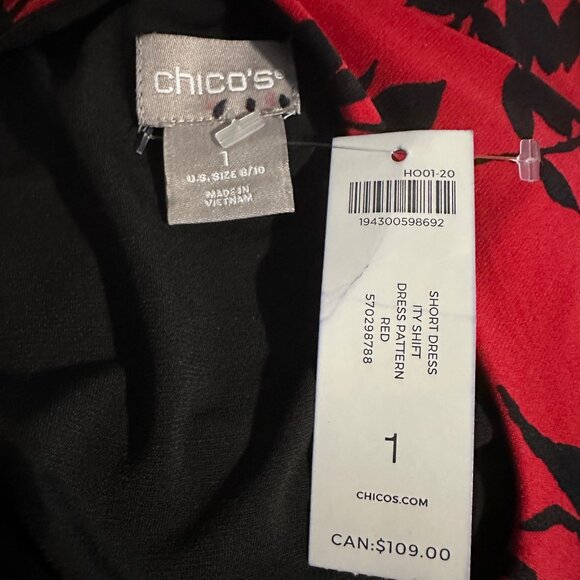 chico's
1
U.S. SIZE 8/10
MADE IN
VIETNAM
HO01-20
194300598692
SHORT DRESS
ITY SHIFT
DRESS PATTERN
RED
570298788
1
CHICOS.COM
CAN:$109.00